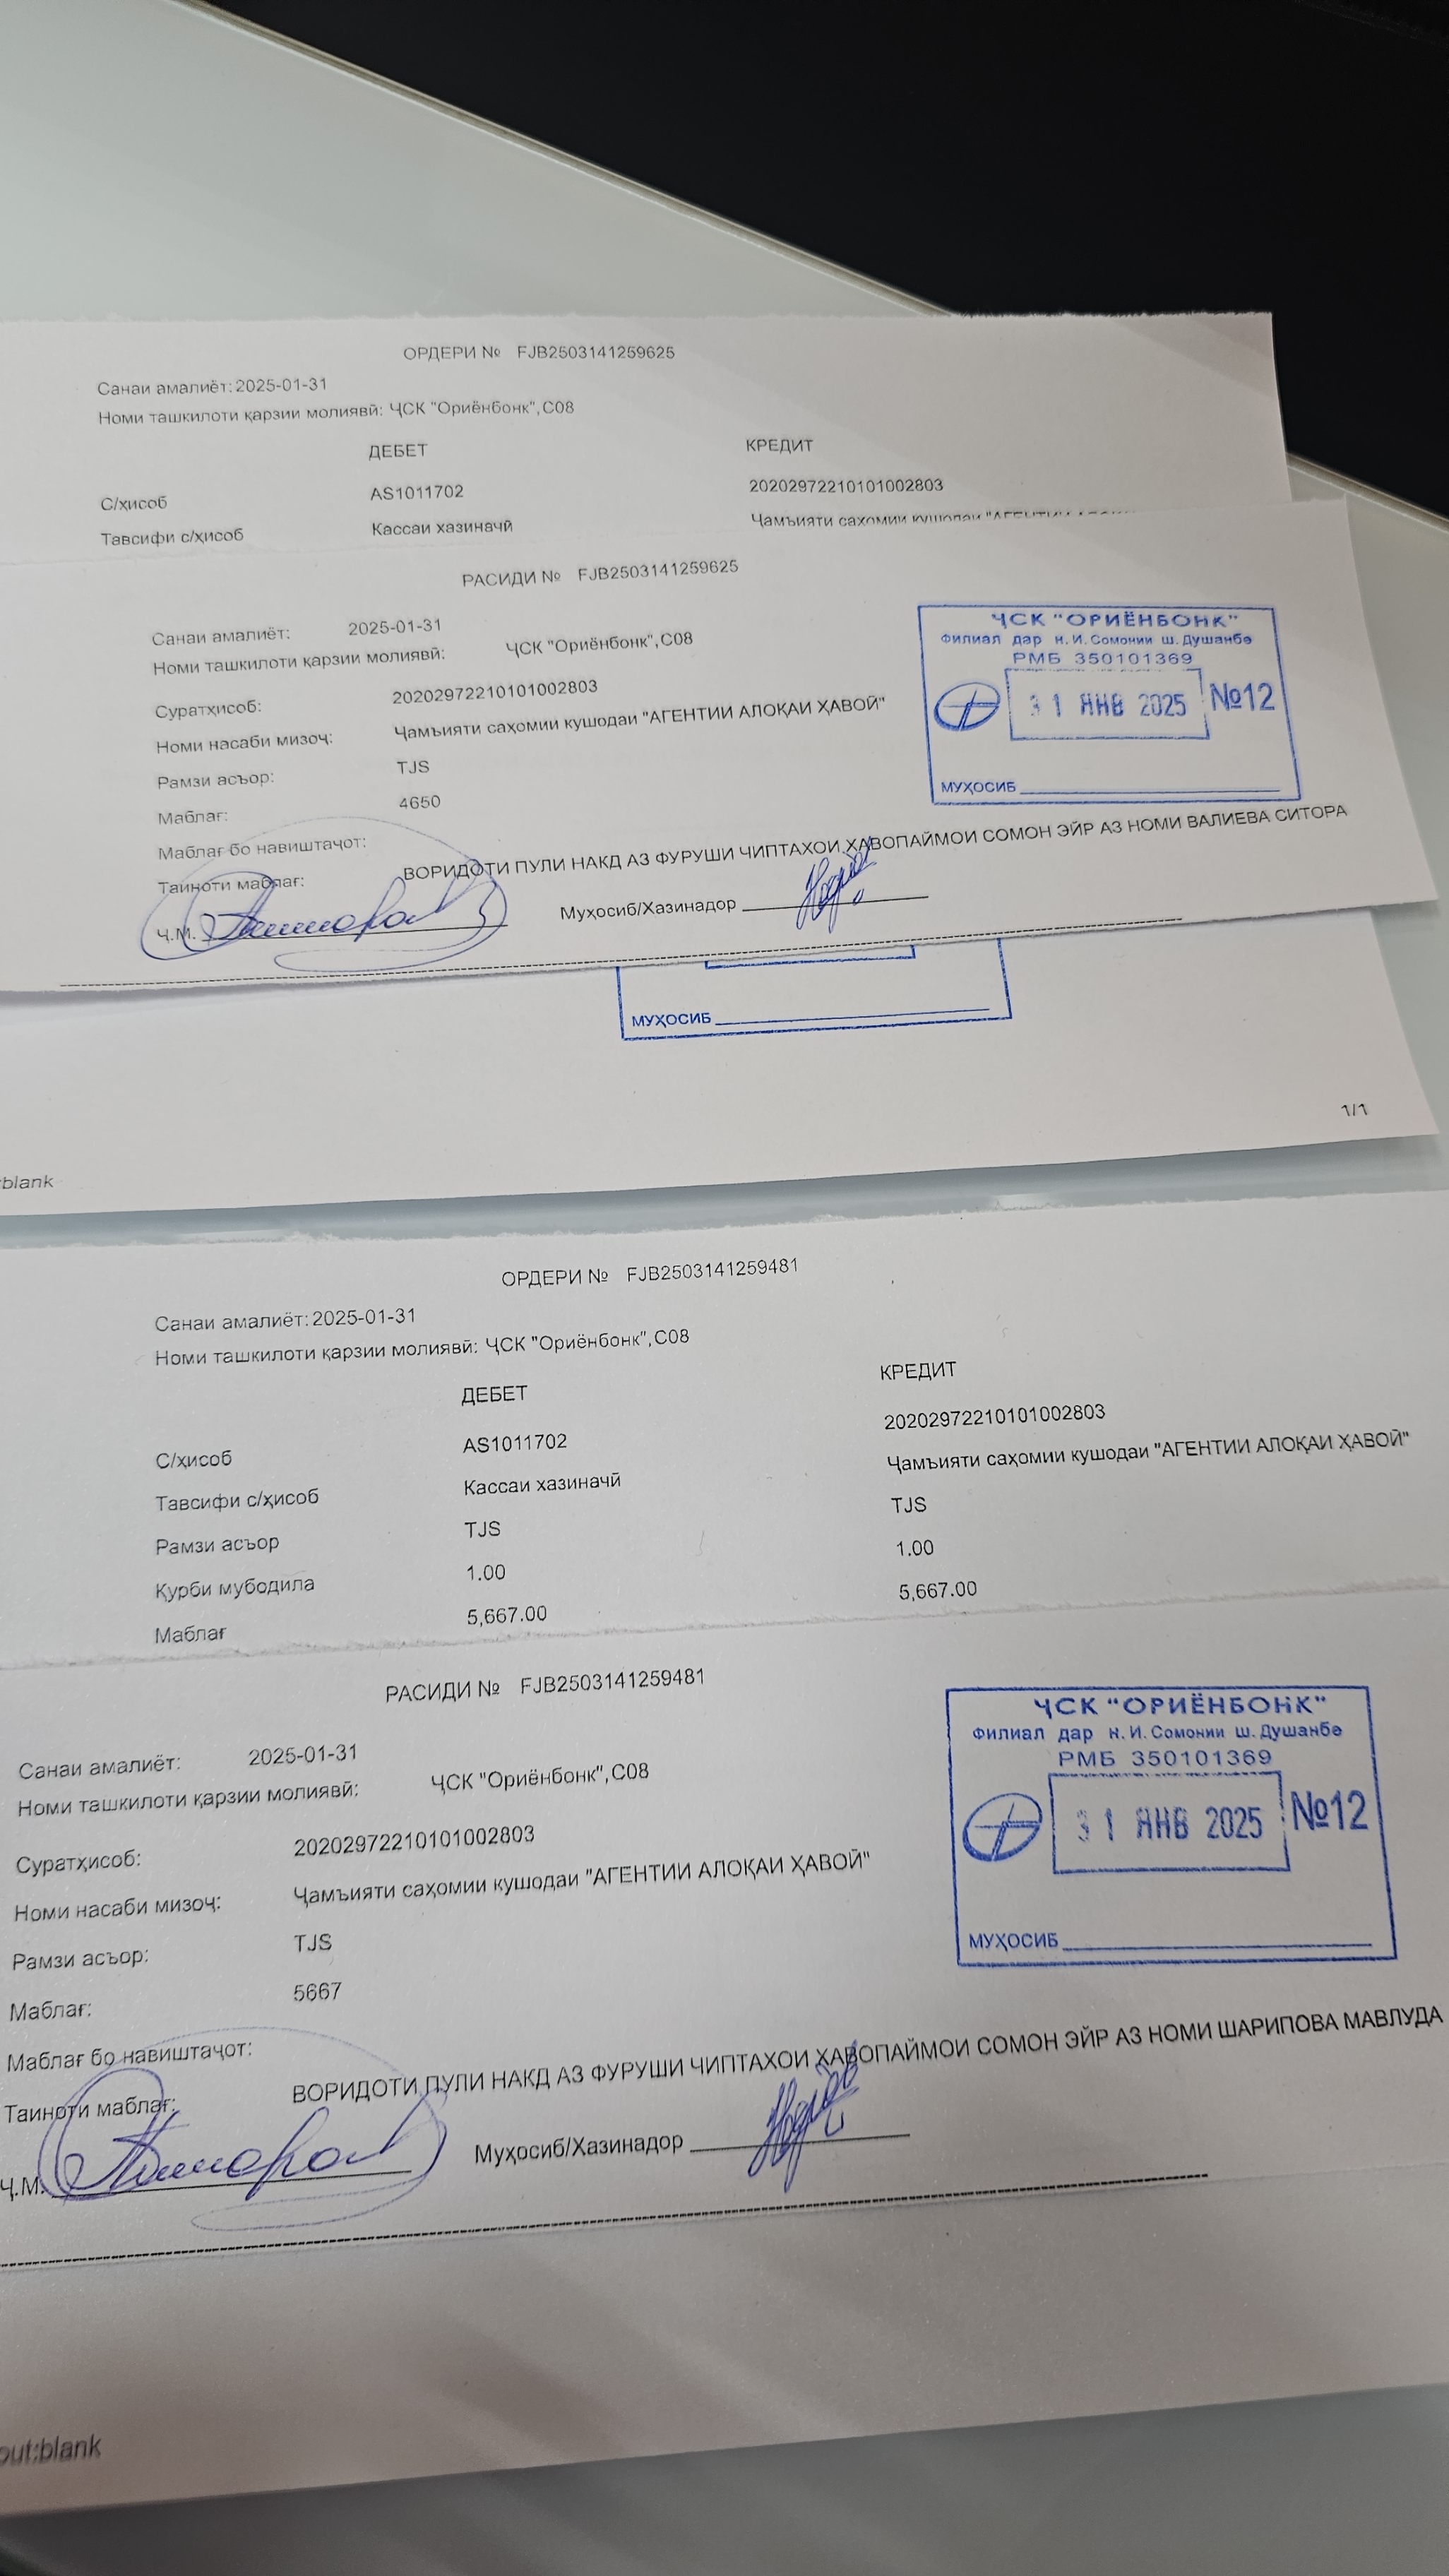 ОРДЕРИ № FJB2503141259625
Санаи амалиёт: 2025-01-31
Номи ташкилоти қарзии молиявӣ: ҶСК "Ориёнбонк",C08
ДЕБЕТ КРЕДИТ
С/ҳисоб AS1011702 20202972210101002803
Тавсифи с/ҳисоб Кассаи хазиначӣ Ҷамъияти саҳомии кушодаи
РАСИДИ № FJB2503141259625
Санаи амалиёт: 2025-01-31
Номи ташкилоти қарзии молиявӣ: ҶСК "Ориёнбонк",C08
Суратҳисоб: 20202972210101002803
Номи насаби мизоҷ: Ҷамъияти саҳомии кушодаи "АГЕНТИИ АЛОҚАИ ҲАВОӢ"
Рамзи асъор: TJS
Маблағ: 4650
Маблағ бо навиштаҷот:
Таиноти маблағ: ВОРИДОТИ ПУЛИ НАКД АЗ ФУРУШИ ЧИПТАХОИ ҲАВОПАЙМОИ СОМОН ЭЙР АЗ НОМИ ВАЛИЕВА СИТОРА
Ҷ.М. Муҳосиб/Хазинадор
ҶСК "ОРИЁНБОНК"
Филиал дар н.И.Сомонии ш.Душанбе
РМБ 350101369
31 ЯНВ 2025 №12
МУҲОСИБ
МУҲОСИБ
1/1
:blank
ОРДЕРИ № FJB2503141259481
Санаи амалиёт: 2025-01-31
Номи ташкилоти қарзии молиявӣ: ҶСК "Ориёнбонк",C08
ДЕБЕТ КРЕДИТ
С/ҳисоб AS1011702 20202972210101002803
Тавсифи с/ҳисоб Кассаи хазиначӣ Ҷамъияти саҳомии кушодаи "АГЕНТИИ АЛОҚАИ ҲАВОӢ"
Рамзи асъор TJS TJS
Қурби мубодила 1.00 1.00
Маблағ 5,667.00 5,667.00
РАСИДИ № FJB2503141259481
Санаи амалиёт: 2025-01-31
Номи ташкилоти қарзии молиявӣ: ҶСК "Ориёнбонк",C08
Суратҳисоб: 20202972210101002803
Номи насаби мизоҷ: Ҷамъияти саҳомии кушодаи "АГЕНТИИ АЛОҚАИ ҲАВОӢ"
Рамзи асъор: TJS
Маблағ: 5667
Маблағ бо навиштаҷот:
Таиноти маблағ: ВОРИДОТИ ПУЛИ НАКД АЗ ФУРУШИ ЧИПТАХОИ ҲАВОПАЙМОИ СОМОН ЭЙР АЗ НОМИ ШАРИПОВА МАВЛУДА
Ҷ.М. Муҳосиб/Хазинадор
ҶСК "ОРИЁНБОНК"
Филиал дар н.И.Сомонии ш.Душанбе
РМБ 350101369
31 ЯНВ 2025 №12
МУҲОСИБ
out:blank